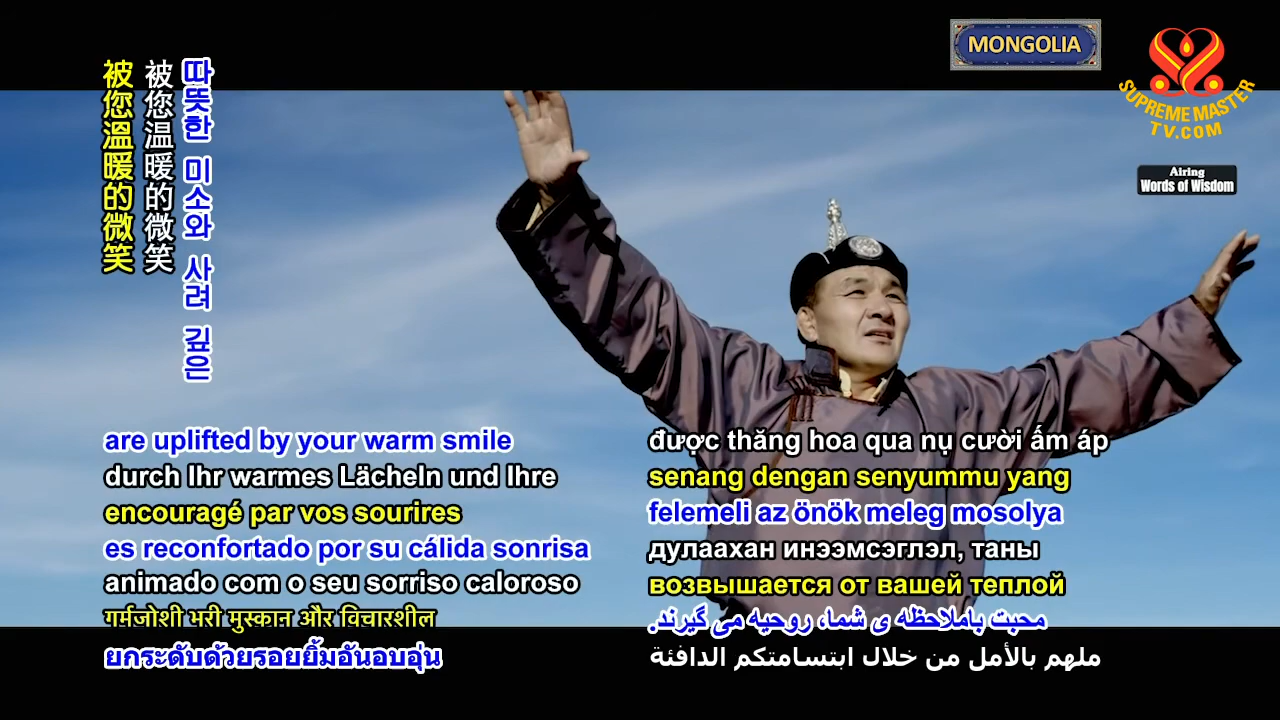 MONGOLIA
SUPREME MASTER
TV.COM
Airing
Words of Wisdom
被您溫暖的微笑
被您温暖的微笑
따뜻한 미소와 사려 깊은
are uplifted by your warm smile
durch Ihr warmes Lächeln und Ihre
encouragé par vos sourires
es reconfortado por su cálida sonrisa
animado com o seu sorriso caloroso
गर्मजोशी भरी मुस्कान और विचारशील
ยกระดับด้วยรอยยิ้มอันอบอุ่น
được thăng hoa qua nụ cười ấm áp
senang dengan senyummu yang
felemeli az önök meleg mosolya
дулаахан инээмсэглэл, таны
возвышается от вашей теплой
محبت باملاحظه ی شما، روحیه می گیرند.
ملهم بالأمل من خلال ابتسامتكم الدافئة